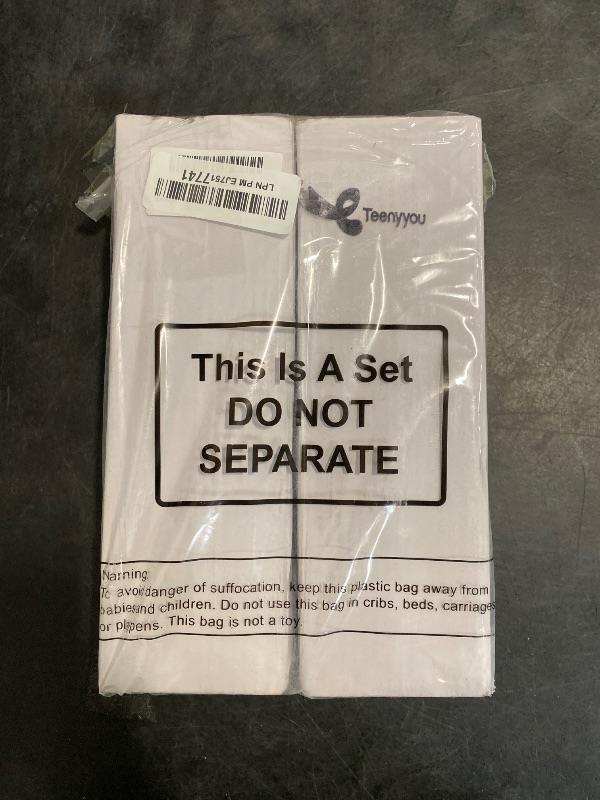 LPN PM EJ7517741
Teenyyou
This Is A Set
DO NOT
SEPARATE
Warning:
To avoid danger of suffocation, keep this plastic bag away from
babies and children. Do not use this bag in cribs, beds, carriages
or playpens. This bag is not a toy.